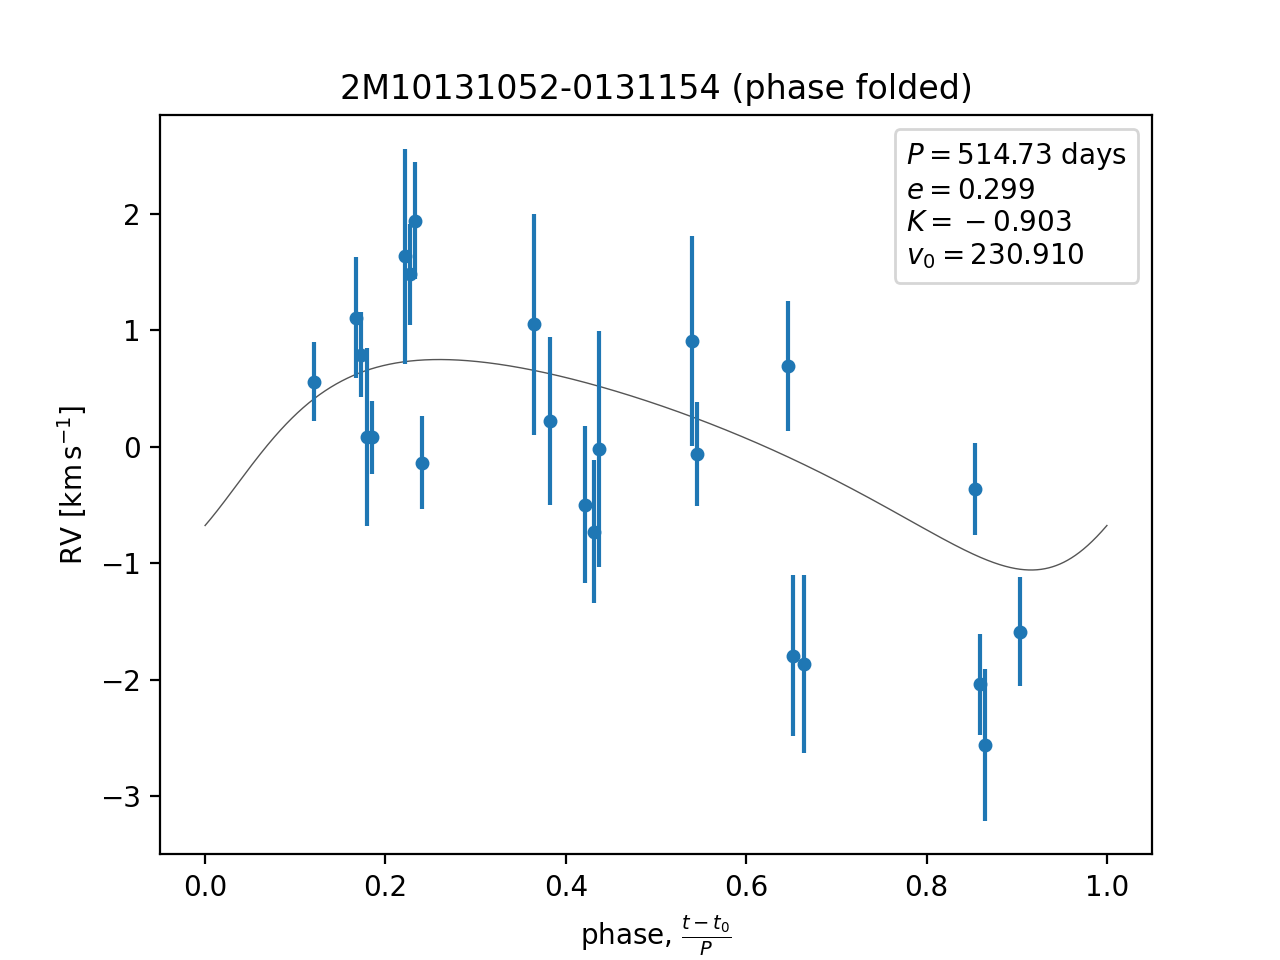 2M10131052-0131154 (phase folded)
P = 514.73 days
e = 0.299
K = −0.903
v₀ = 230.910
2
1
0
−1
−2
−3
RV [km s⁻¹]
0.0 0.2 0.4 0.6 0.8 1.0
phase, (t − t₀)/P